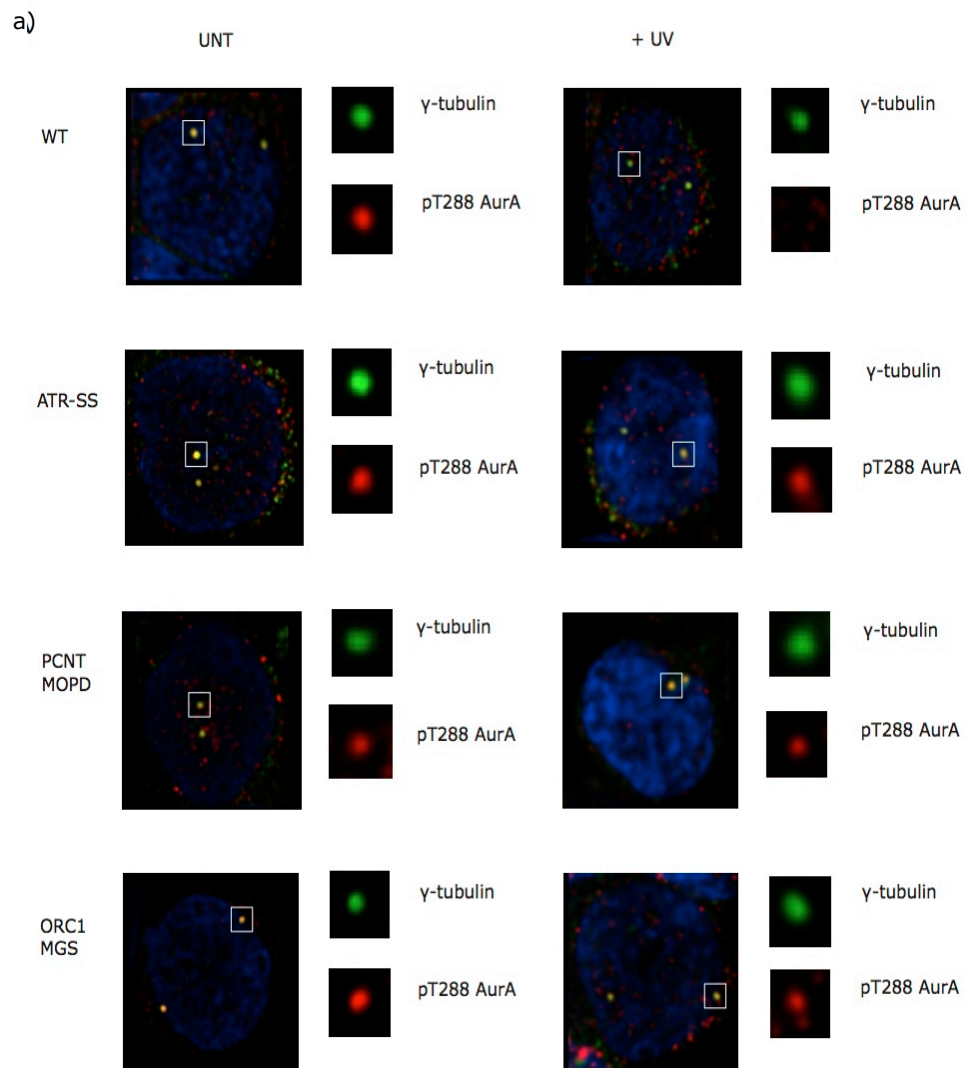 a)
UNT
+ UV
WT
γ-tubulin
γ-tubulin
pT288 AurA
pT288 AurA
ATR-SS
γ-tubulin
γ-tubulin
pT288 AurA
pT288 AurA
PCNT
MOPD
γ-tubulin
γ-tubulin
pT288 AurA
pT288 AurA
ORC1
MGS
γ-tubulin
γ-tubulin
pT288 AurA
pT288 AurA